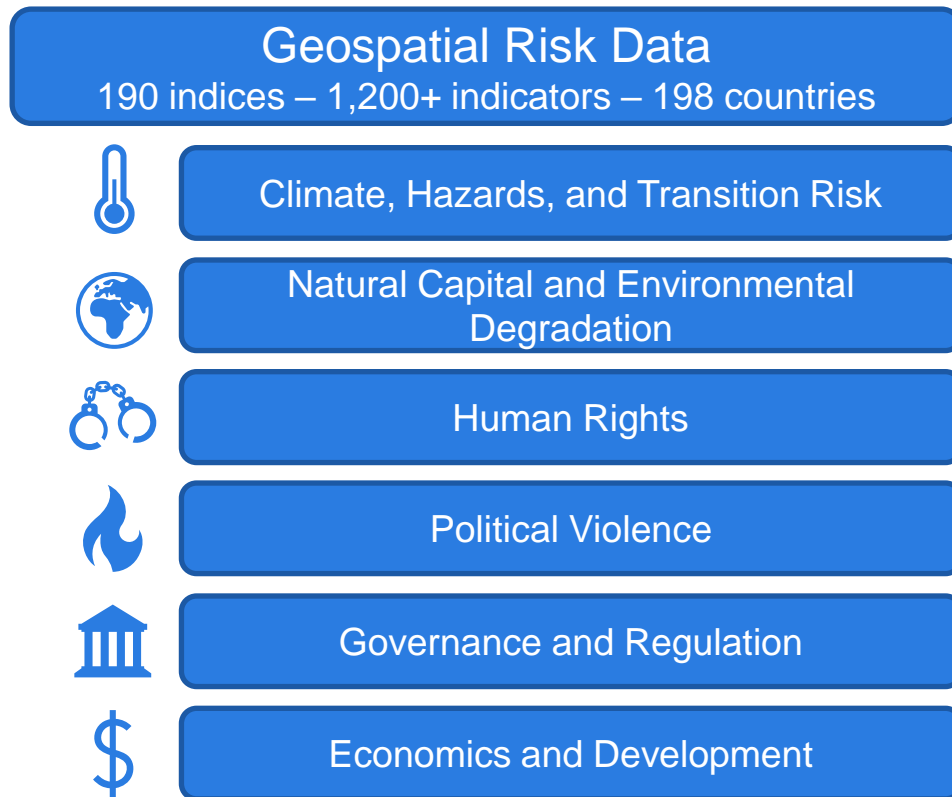 Geospatial Risk Data
190 indices – 1,200+ indicators – 198 countries
Climate, Hazards, and Transition Risk
Natural Capital and Environmental
Degradation
Human Rights
Political Violence
Governance and Regulation
$
Economics and Development